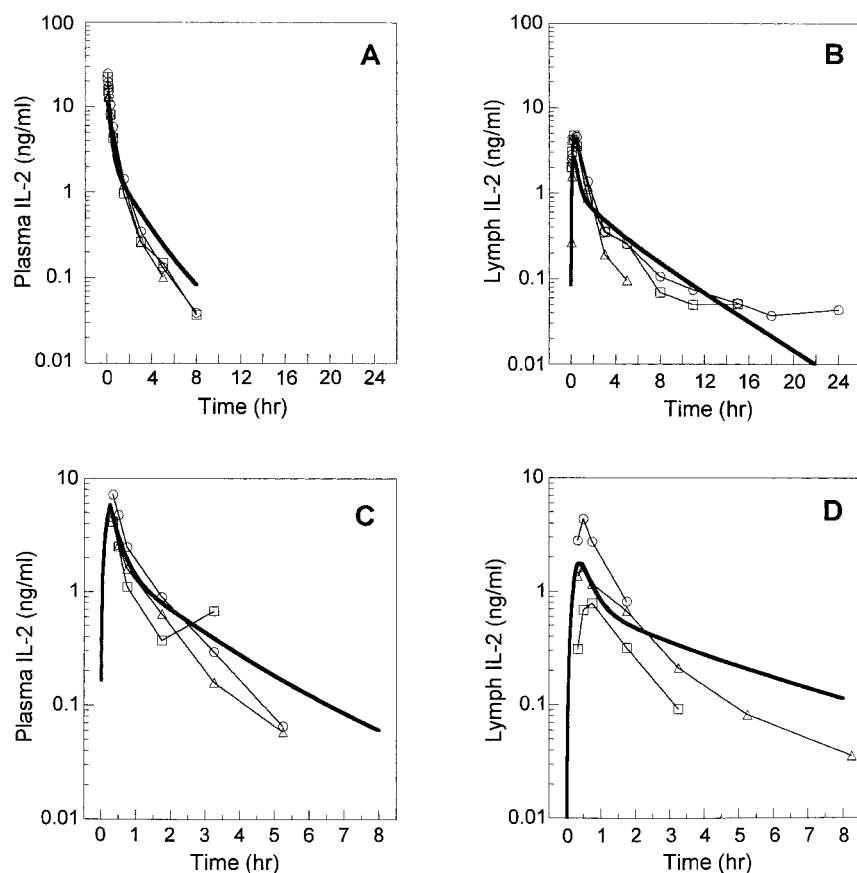 A
Plasma IL-2 (ng/ml)
100
10
1
0.1
0.01
0 4 8 12 16 20 24
Time (hr)
B
Lymph IL-2 (ng/ml)
100
10
1
0.1
0.01
0 4 8 12 16 20 24
Time (hr)
C
Plasma IL-2 (ng/ml)
10
1
0.1
0.01
0 1 2 3 4 5 6 7 8
Time (hr)
D
Lymph IL-2 (ng/ml)
10
1
0.1
0.01
0 1 2 3 4 5 6 7 8
Time (hr)